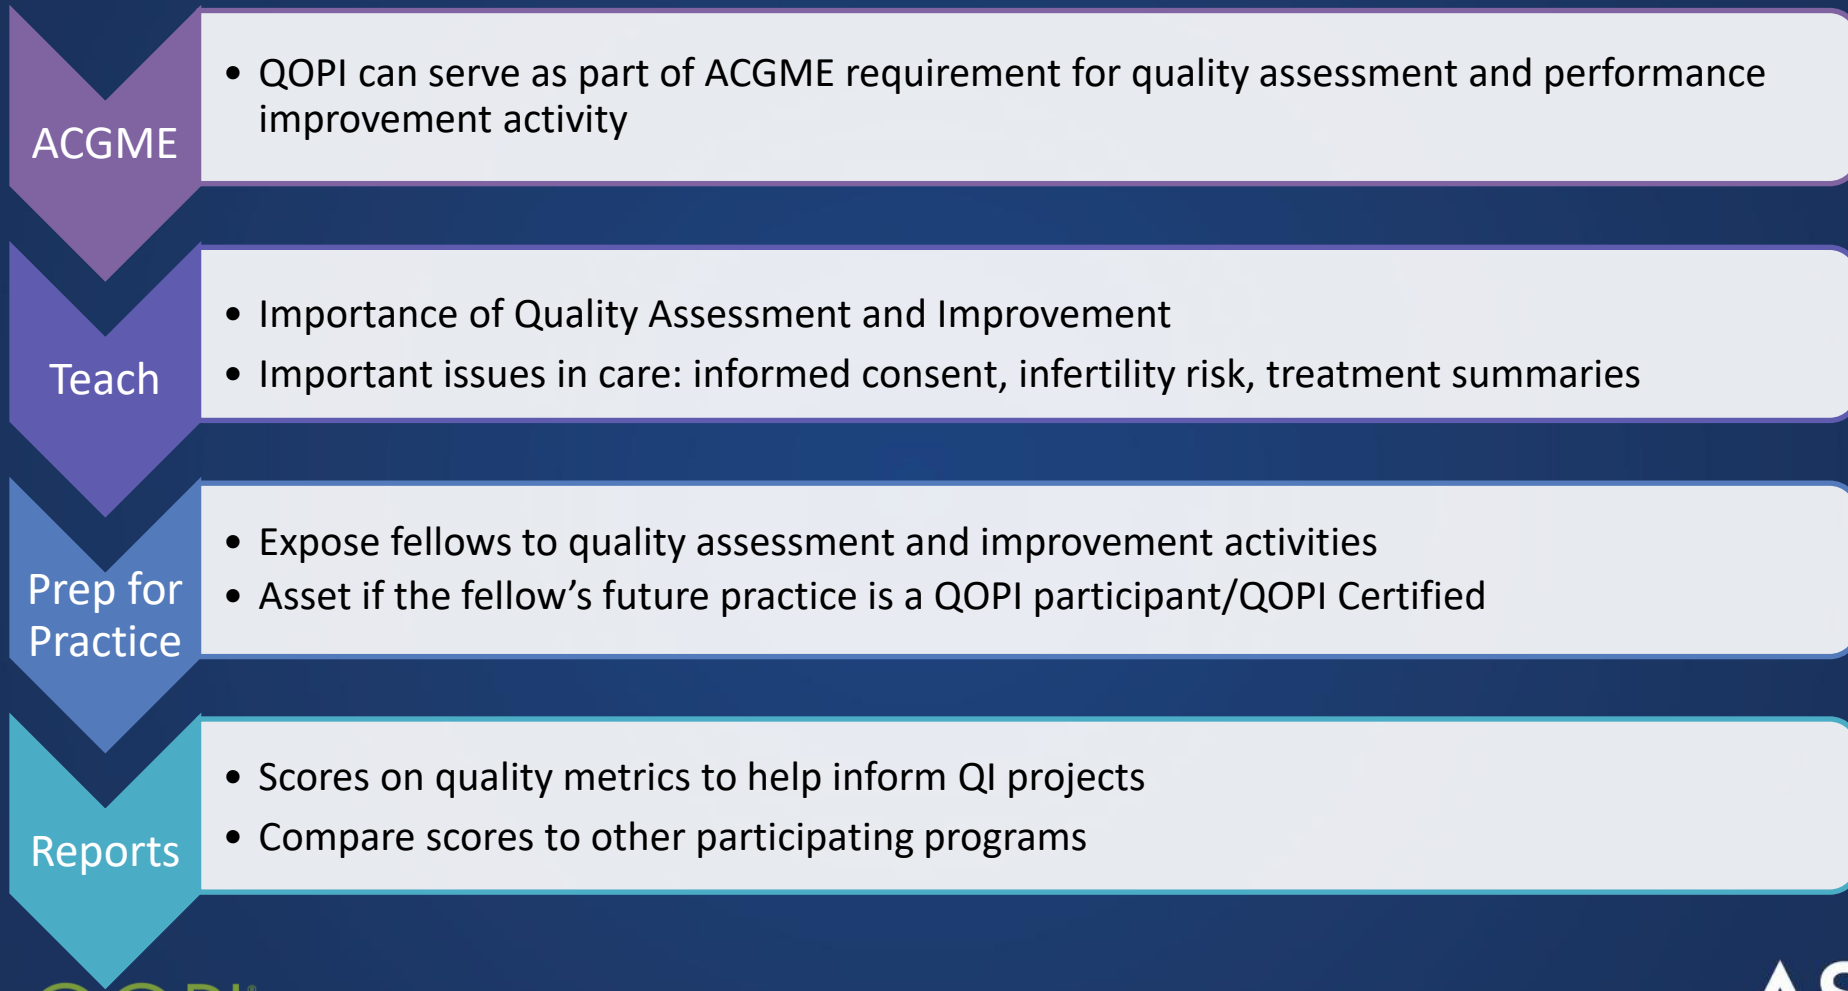 ACGME
• QOPI can serve as part of ACGME requirement for quality assessment and performance
improvement activity
Teach
• Importance of Quality Assessment and Improvement
• Important issues in care: informed consent, infertility risk, treatment summaries
Prep for
Practice
• Expose fellows to quality assessment and improvement activities
• Asset if the fellow’s future practice is a QOPI participant/QOPI Certified
Reports
• Scores on quality metrics to help inform QI projects
• Compare scores to other participating programs
QOPI®